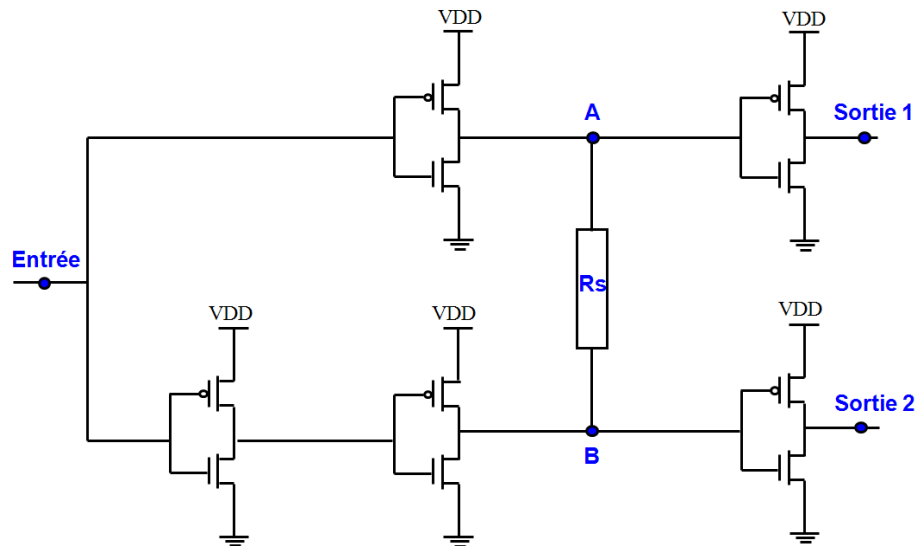 VDD
VDD
A
Sortie 1
Entrée
Rs
VDD
VDD
VDD
Sortie 2
B